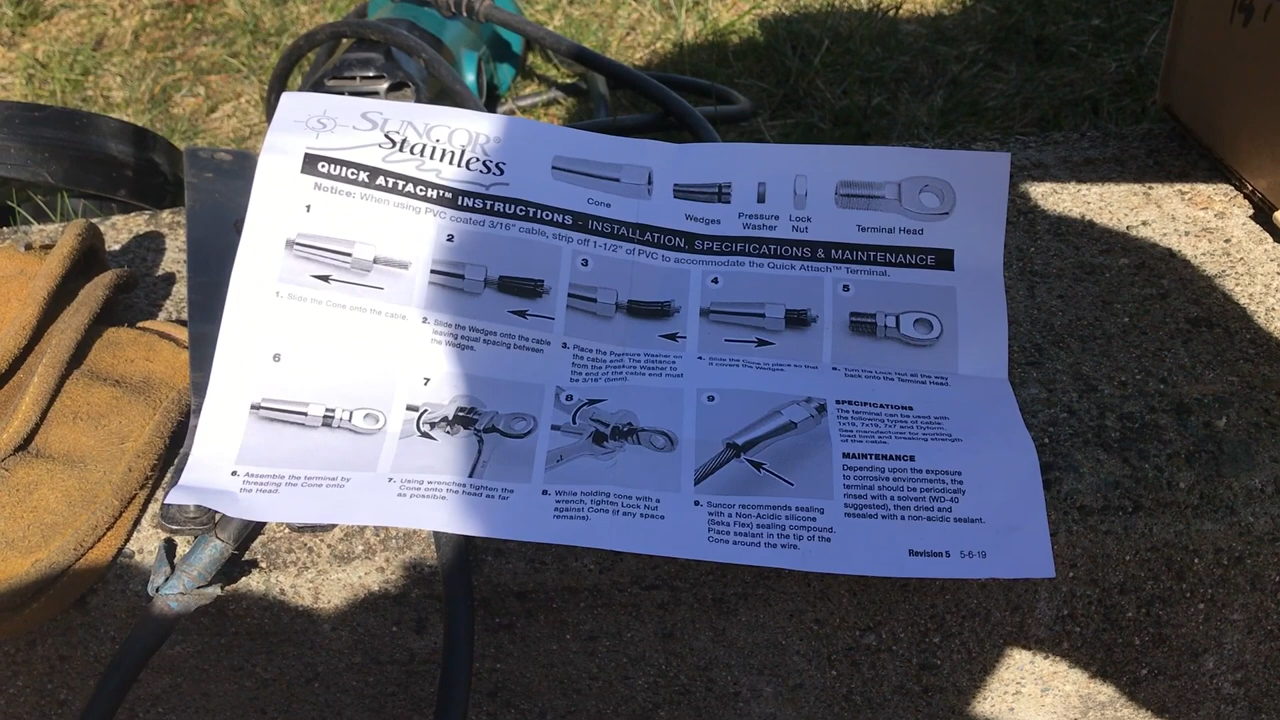 SUNCOR®
Stainless
Cone
Wedges
Pressure
Washer
Lock
Nut
Terminal Head
QUICK ATTACH™ INSTRUCTIONS - INSTALLATION, SPECIFICATIONS & MAINTENANCE
Notice: When using PVC coated 3/16" cable, strip off 1-1/2" of PVC to accommodate the Quick Attach™ Terminal.
1
2
3
4
5
1. Slide the Cone onto the cable.
2. Slide the Wedges onto the cable
leaving equal spacing between
the Wedges.
3. Place the Pressure Washer on
the cable end. The distance
from the Pressure Washer to
the end of the cable end must
be 3/16" (5mm).
4. Slide the Cone in place so that
it covers the Wedges.
5. Turn the Lock Nut all the way
back onto the Terminal Head.
6
7
8
9
6. Assemble the terminal by
threading the Cone onto
the Head.
7. Using wrenches tighten the
Cone onto the head as far
as possible.
8. While holding cone with a
wrench, tighten Lock Nut
against Cone (if any space
remains).
9. Suncor recommends sealing
with a Non-Acidic silicone
(Seka Flex) sealing compound.
Place sealant in the tip of the
Cone around the wire.
SPECIFICATIONS
The terminal can be used with
the following types of cable:
1x19, 7x19, 7x7 and Dyform.
See manufacturer for working
load limit and breaking strength
of the cable.
MAINTENANCE
Depending upon the exposure
to corrosive environments, the
terminal should be periodically
rinsed with a solvent (WD-40
suggested), then dried and
resealed with a non-acidic sealant.
Revision 5 5-6-19